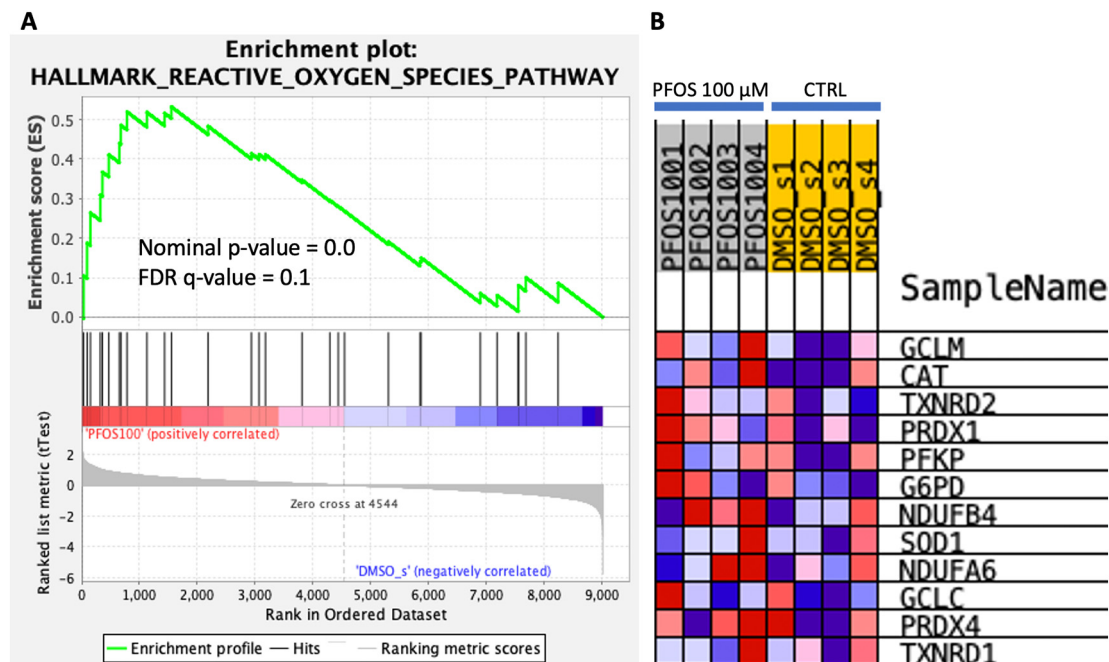 A
Enrichment plot:
HALLMARK_REACTIVE_OXYGEN_SPECIES_PATHWAY
Enrichment score (ES)
0.5
0.4
0.3
0.2
0.1
0.0
Nominal p-value = 0.0
FDR q-value = 0.1
'PFOS100' (positively correlated)
Ranked list metric (tTest)
2
0
-2
-4
-6
Zero cross at 4544
'DMSO_s' (negatively correlated)
0
1,000
2,000
3,000
4,000
5,000
6,000
7,000
8,000
9,000
Rank in Ordered Dataset
Enrichment profile
Hits
Ranking metric scores
B
PFOS 100 µM
CTRL
PFOS1001
PFOS1002
PFOS1003
PFOS1004
DMSO_s1
DMSO_s2
DMSO_s3
DMSO_s4
SampleName
GCLM
CAT
TXNRD2
PRDX1
PFKP
G6PD
NDUFB4
SOD1
NDUFA6
GCLC
PRDX4
TXNRD1